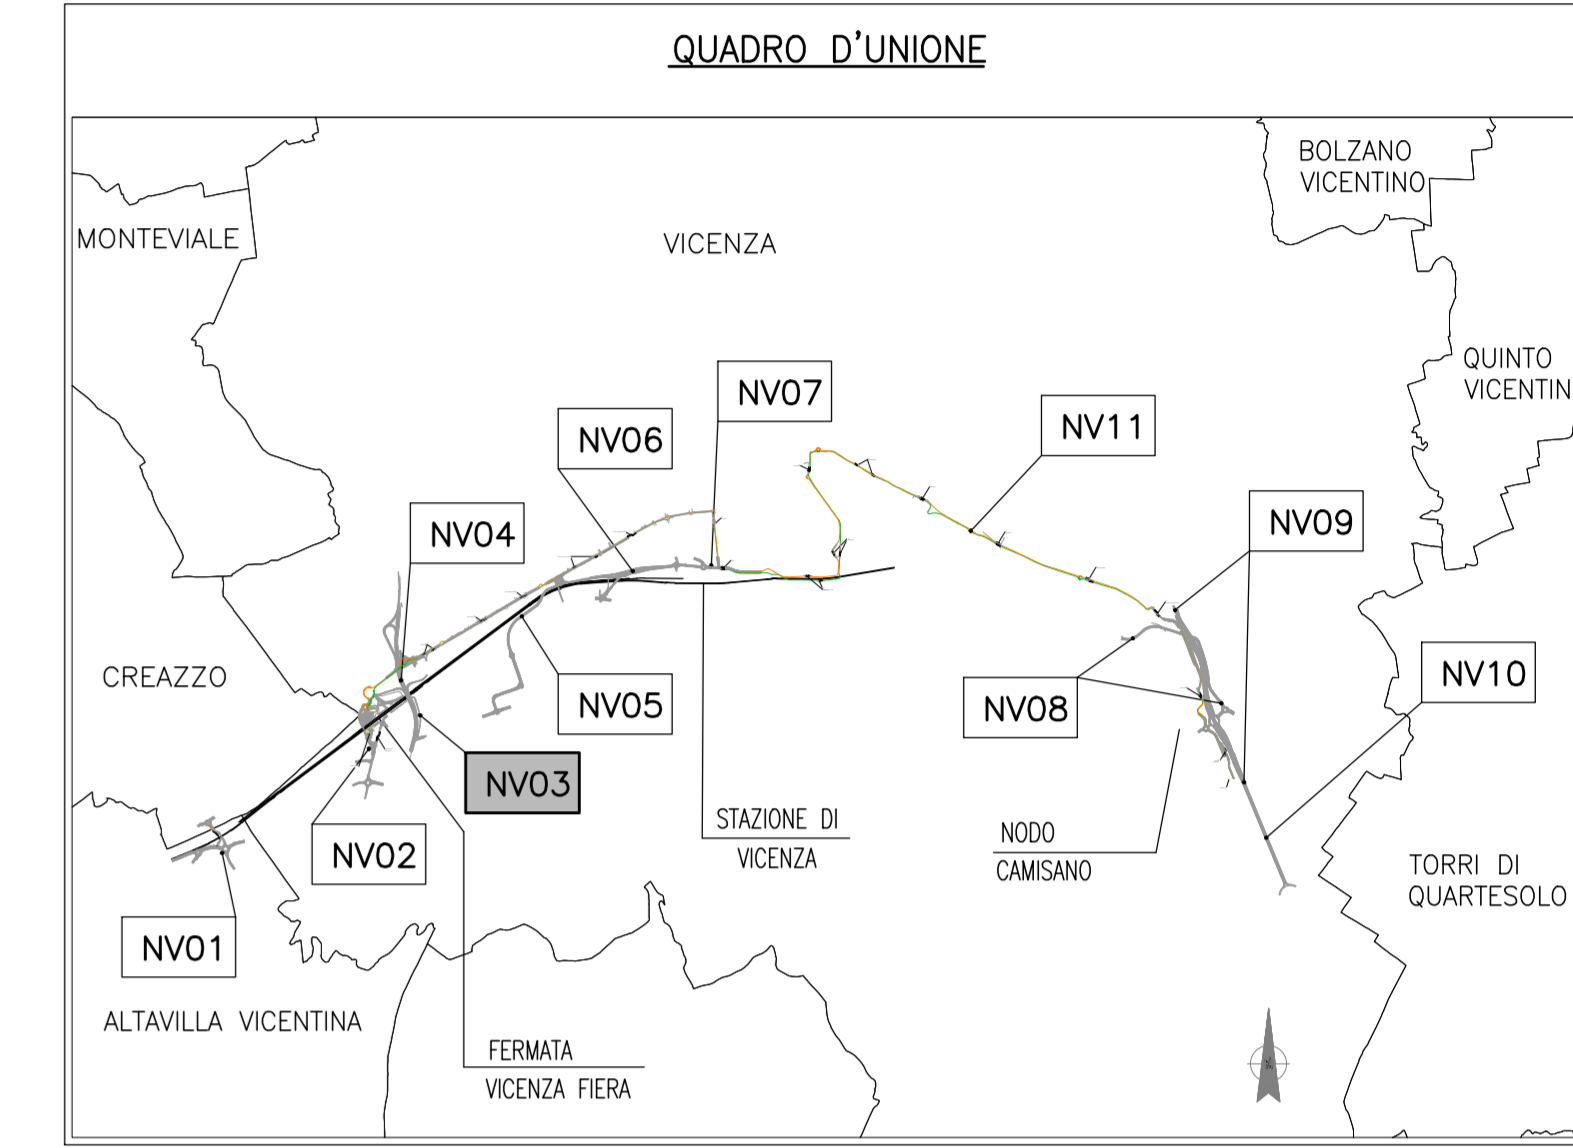 QUADRO D'UNIONE
BOLZANO
VICENTINO
MONTEVIALE
VICENZA
QUINTO
VICENTIN
NV07
NV11
NV06
NV09
NV04
CREAZZO
NV10
NV05
NV08
NV03
STAZIONE DI
VICENZA
NODO
CAMISANO
NV02
TORRI DI
QUARTESOLO
NV01
ALTAVILLA VICENTINA
FERMATA
VICENZA FIERA